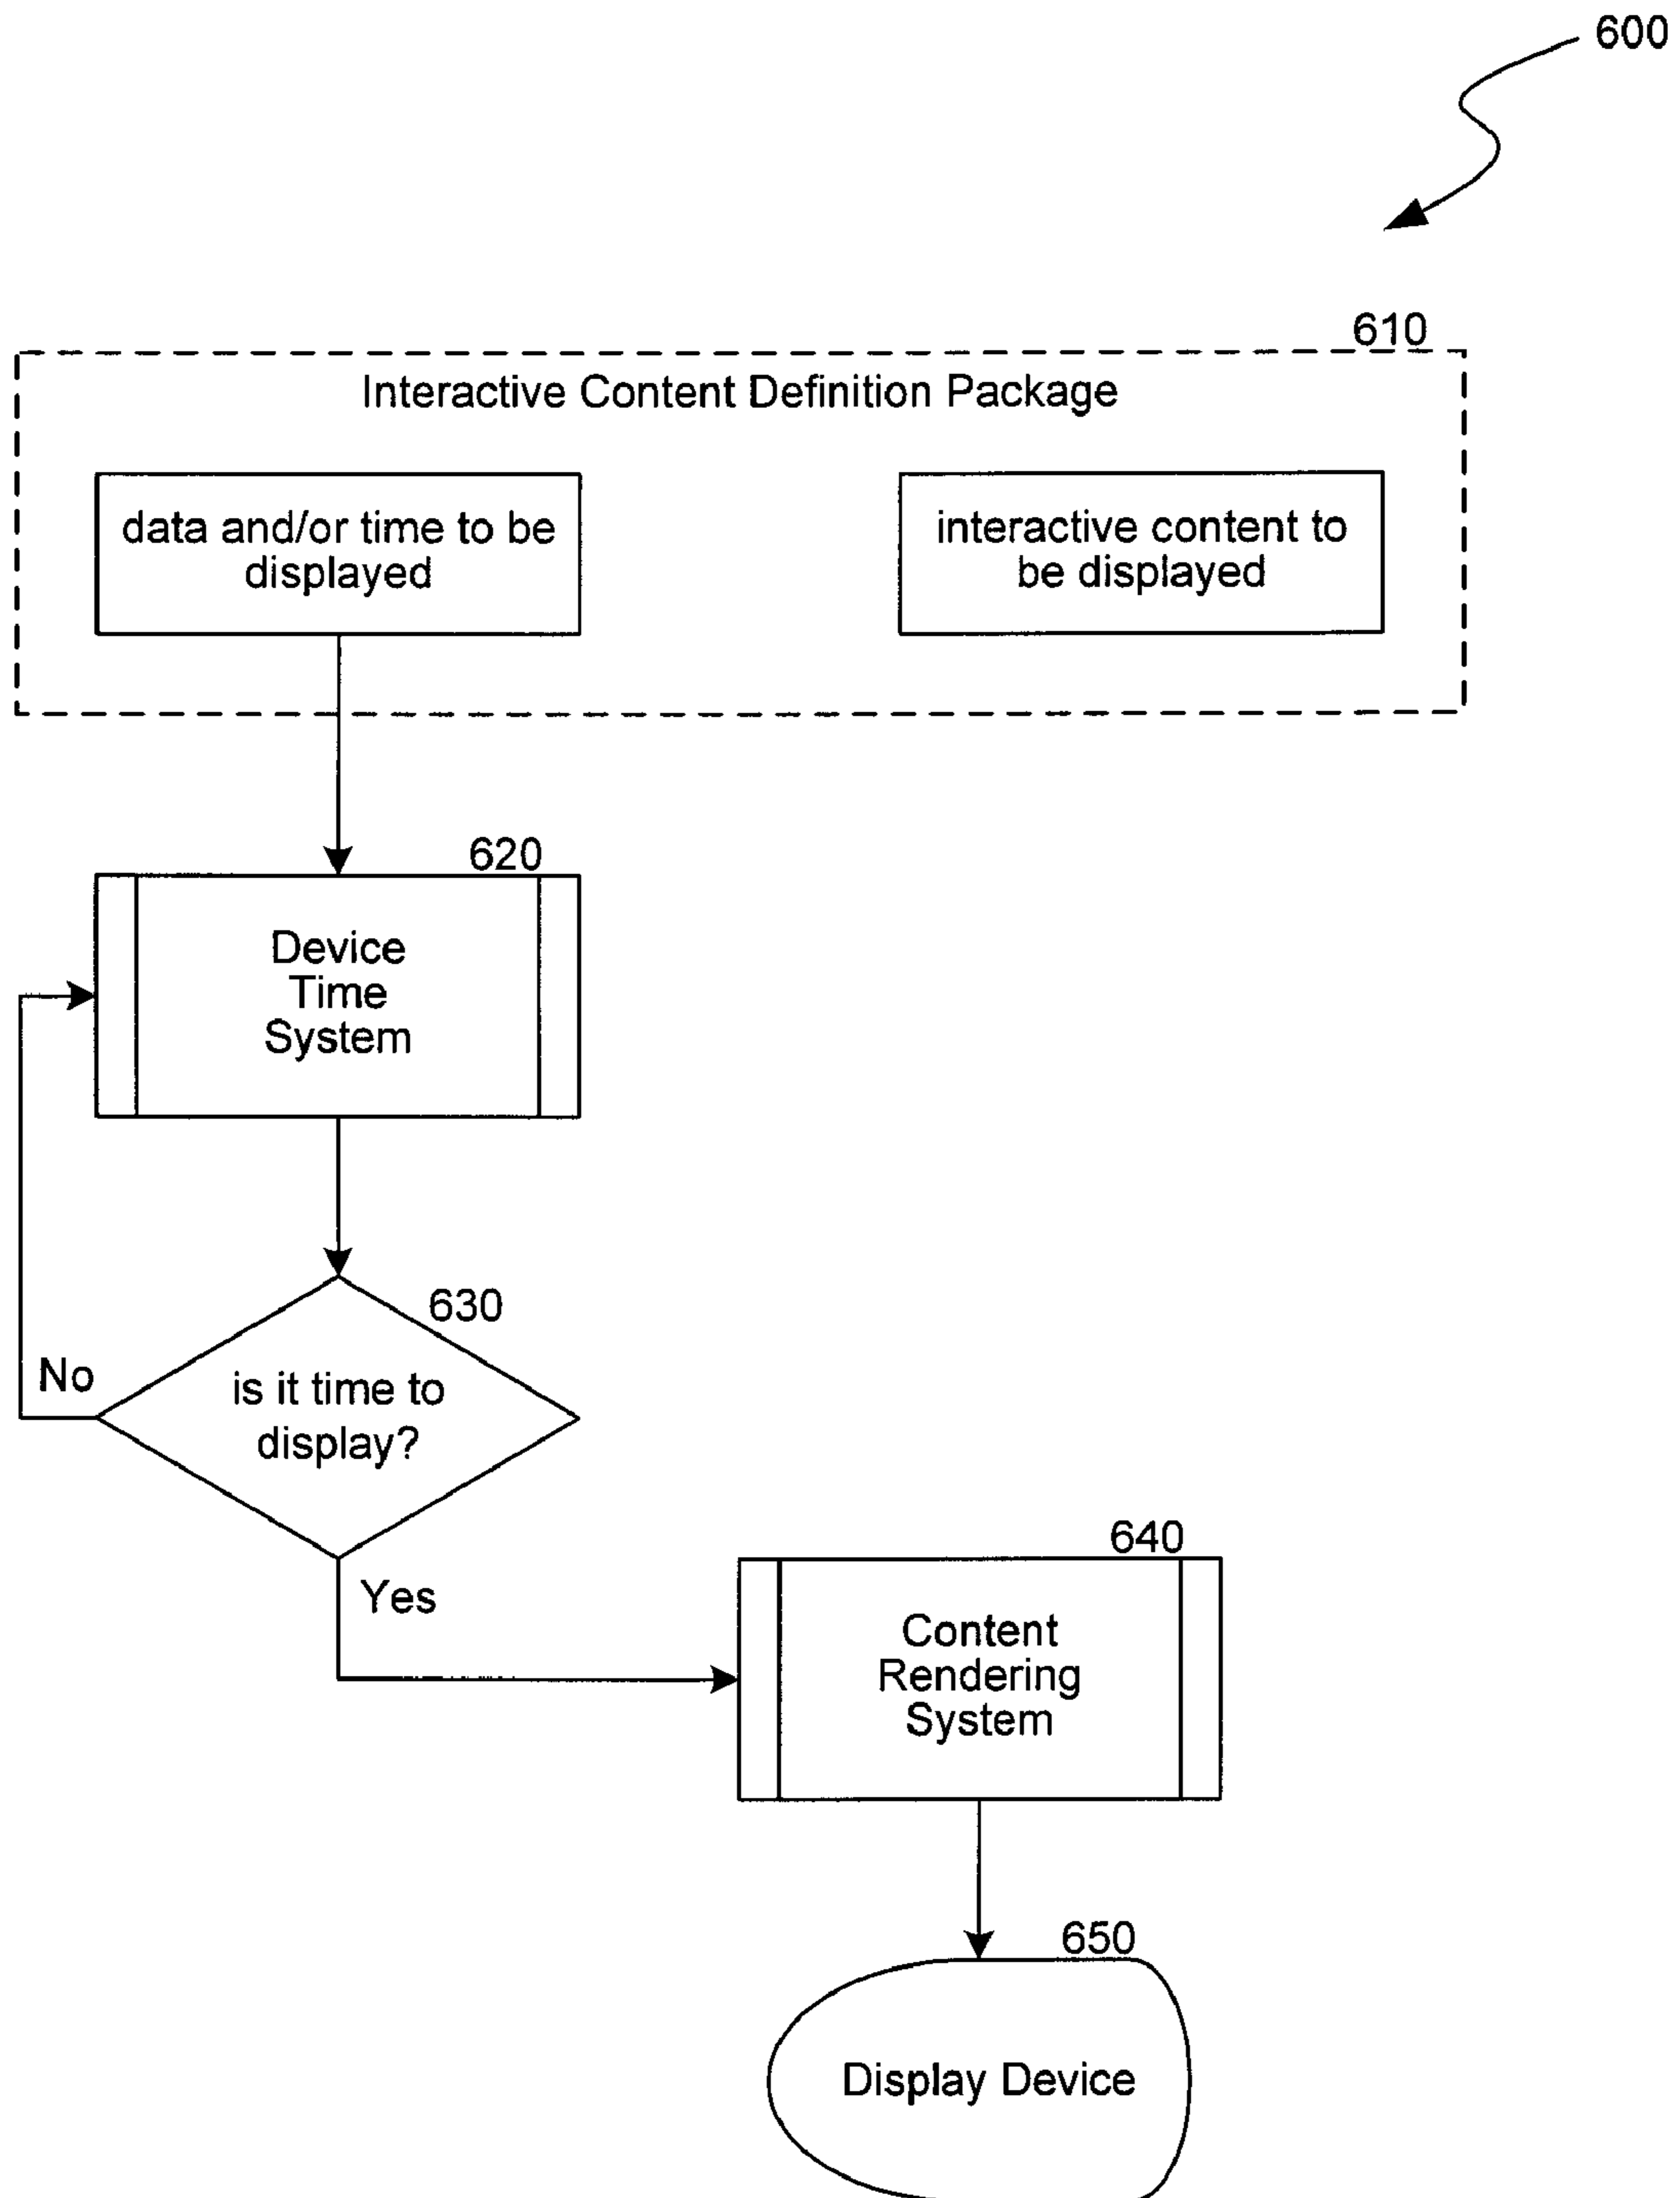 600
610
Interactive Content Definition Package
data and/or time to be
displayed
interactive content to
be displayed
620
Device
Time
System
630
No
is it time to
display?
Yes
640
Content
Rendering
System
650
Display Device